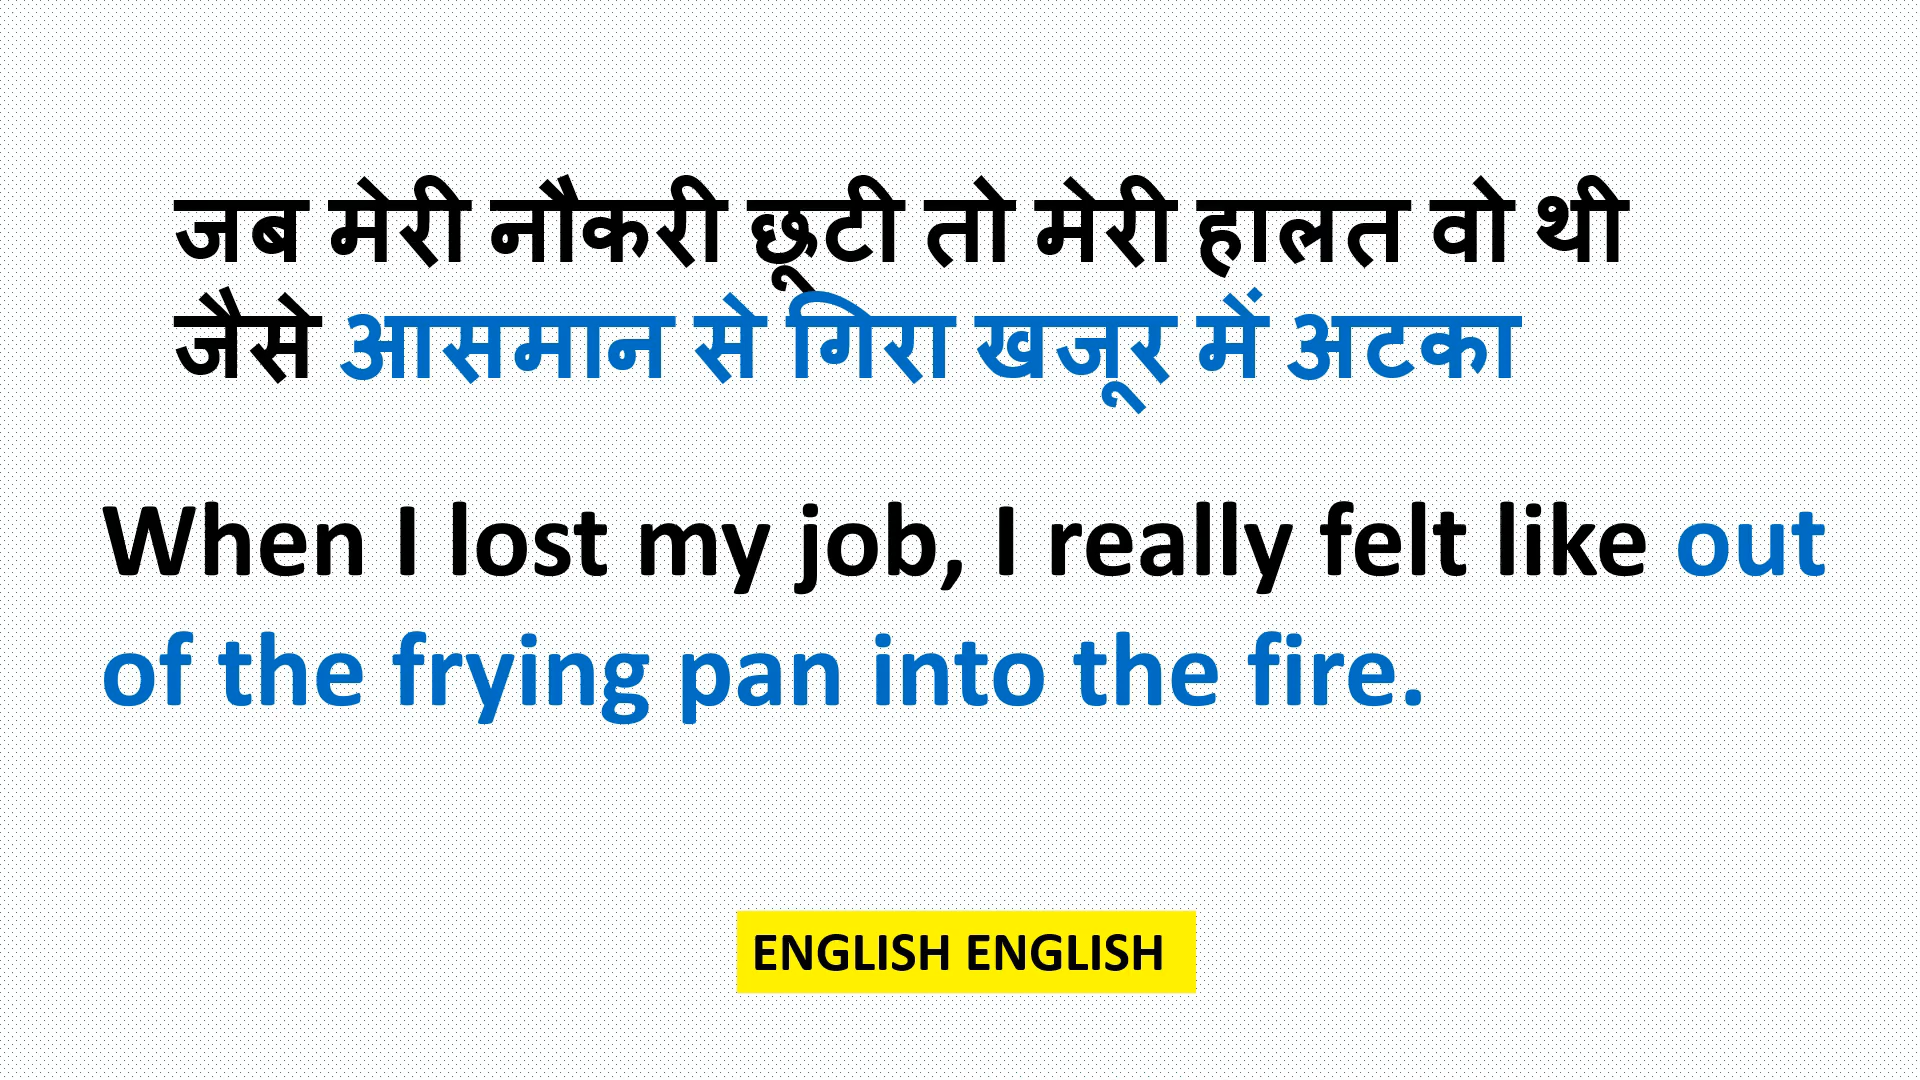 जब मेरी नौकरी छूटी तो मेरी हालत वो थी
जैसे आसमान से गिरा खजूर में अटका
When I lost my job, I really felt like out
of the frying pan into the fire.
ENGLISH ENGLISH